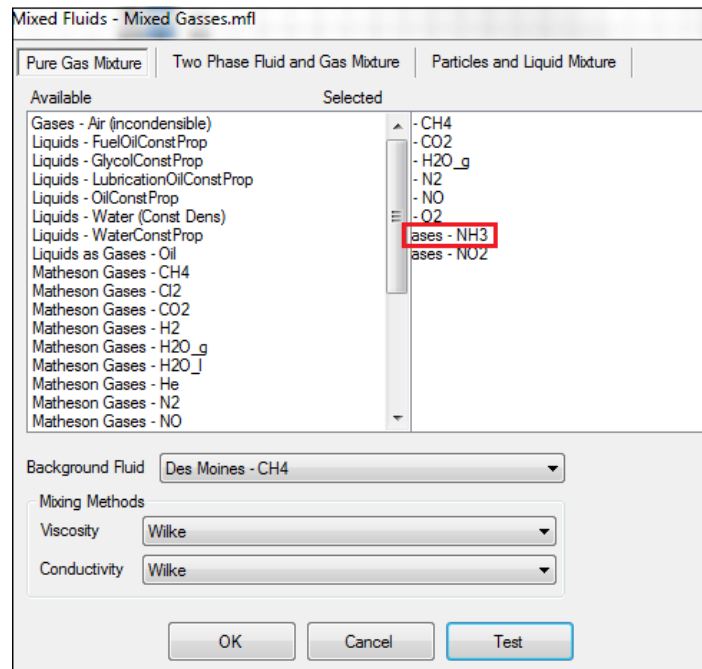 Mixed Fluids - Mixed Gasses.mfl
Pure Gas Mixture Two Phase Fluid and Gas Mixture Particles and Liquid Mixture
Available Selected
Gases - Air (incondensible)
Liquids - FuelOilConstProp
Liquids - GlycolConstProp
Liquids - LubricationOilConstProp
Liquids - OilConstProp
Liquids - Water (Const Dens)
Liquids - WaterConstProp
Liquids as Gases - Oil
Matheson Gases - CH4
Matheson Gases - Cl2
Matheson Gases - CO2
Matheson Gases - H2
Matheson Gases - H2O_g
Matheson Gases - H2O_l
Matheson Gases - He
Matheson Gases - N2
Matheson Gases - NO
- CH4
- CO2
- H2O_g
- N2
- NO
- O2
ases - NH3
ases - NO2
Background Fluid Des Moines - CH4
Mixing Methods
Viscosity Wilke
Conductivity Wilke
OK Cancel Test